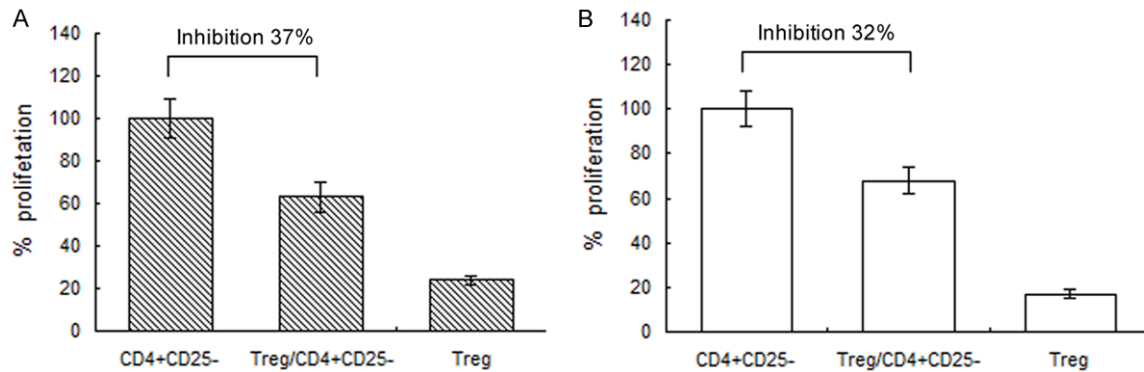 A
Inhibition 37%
% prolifetation
140
120
100
80
60
40
20
0
CD4+CD25-
Treg/CD4+CD25-
Treg
B
Inhibition 32%
% proliferation
140
120
100
80
60
40
20
0
CD4+CD25-
Treg/CD4+CD25-
Treg